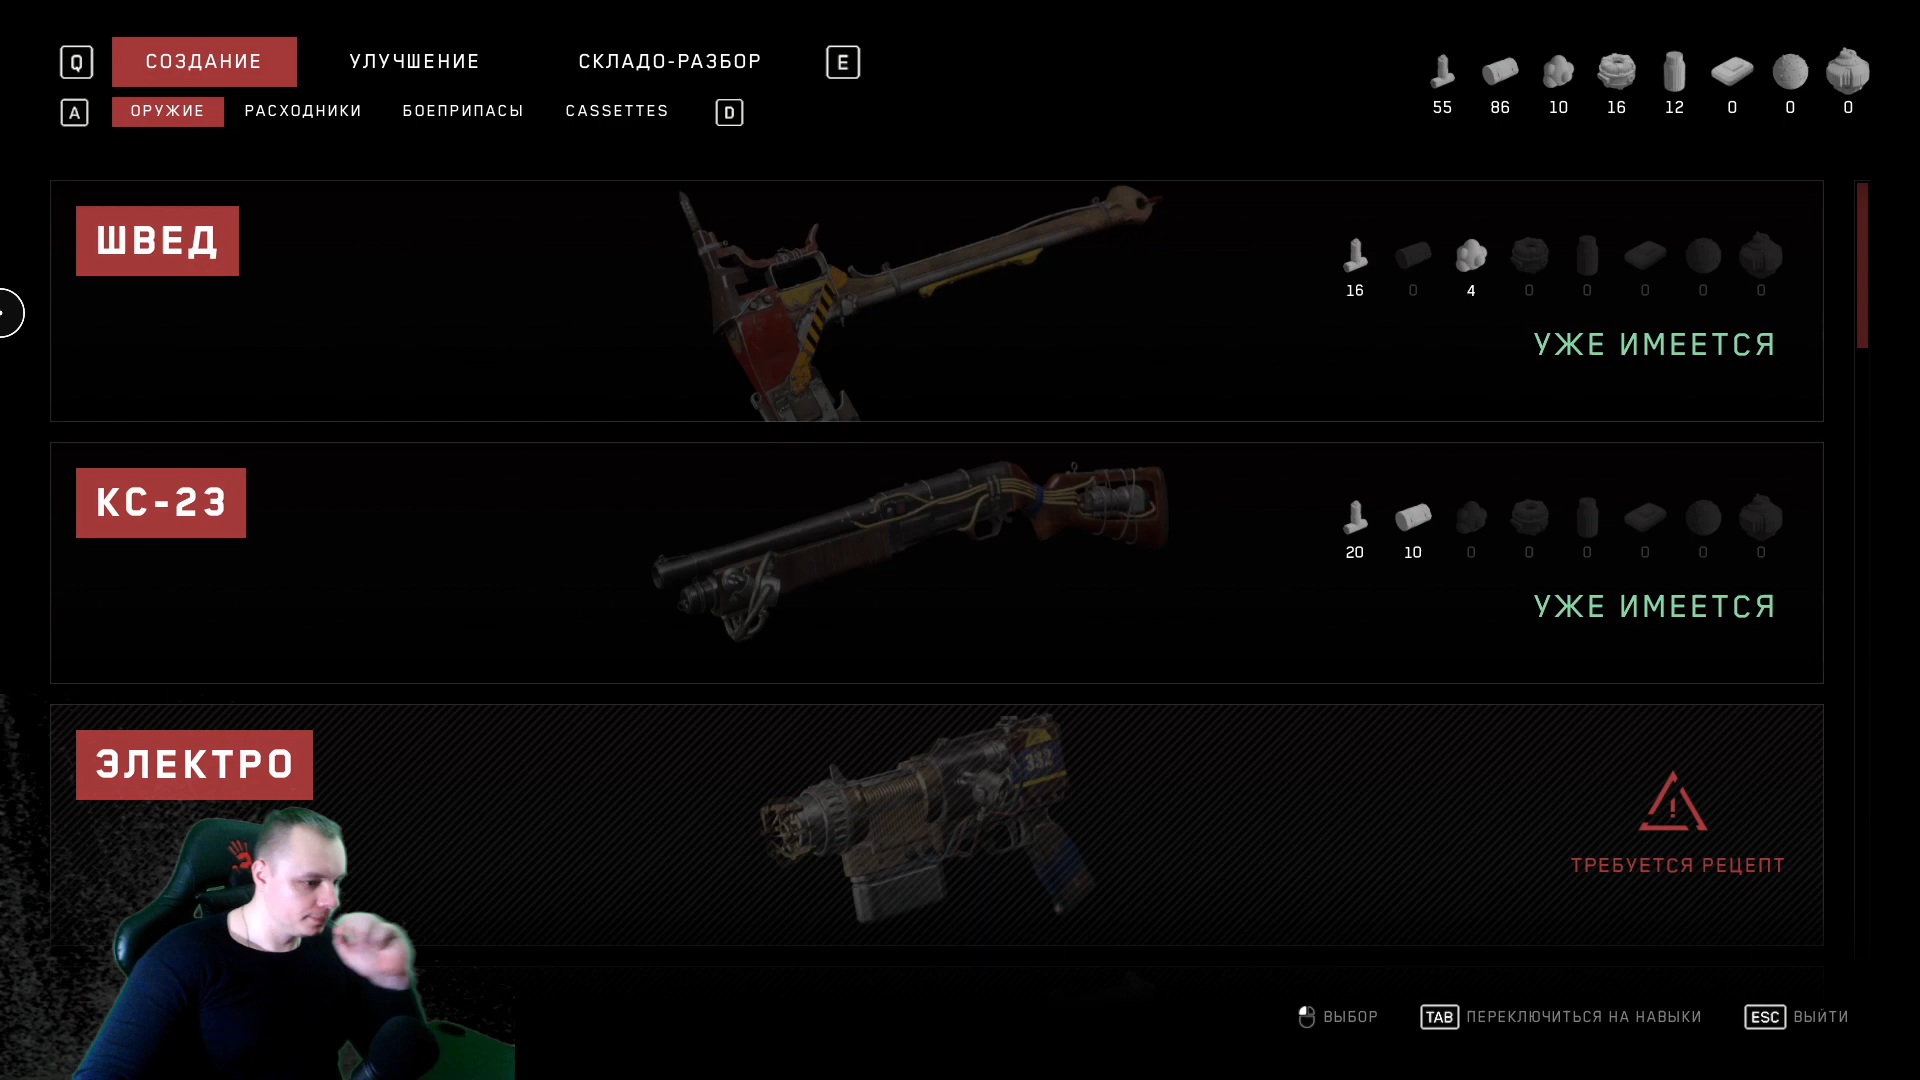 Q СОЗДАНИЕ УЛУЧШЕНИЕ СКЛАДО-РАЗБОР E
A ОРУЖИЕ РАСХОДНИКИ БОЕПРИПАСЫ CASSETTES D
55 86 10 16 12 0 0 0
ШВЕД
16 0 4 0 0 0 0 0
УЖЕ ИМЕЕТСЯ
КС-23
20 10 0 0 0 0 0 0
УЖЕ ИМЕЕТСЯ
ЭЛЕКТРО
332
ТРЕБУЕТСЯ РЕЦЕПТ
ВЫБОР TAB ПЕРЕКЛЮЧИТЬСЯ НА НАВЫКИ ESC ВЫЙТИ